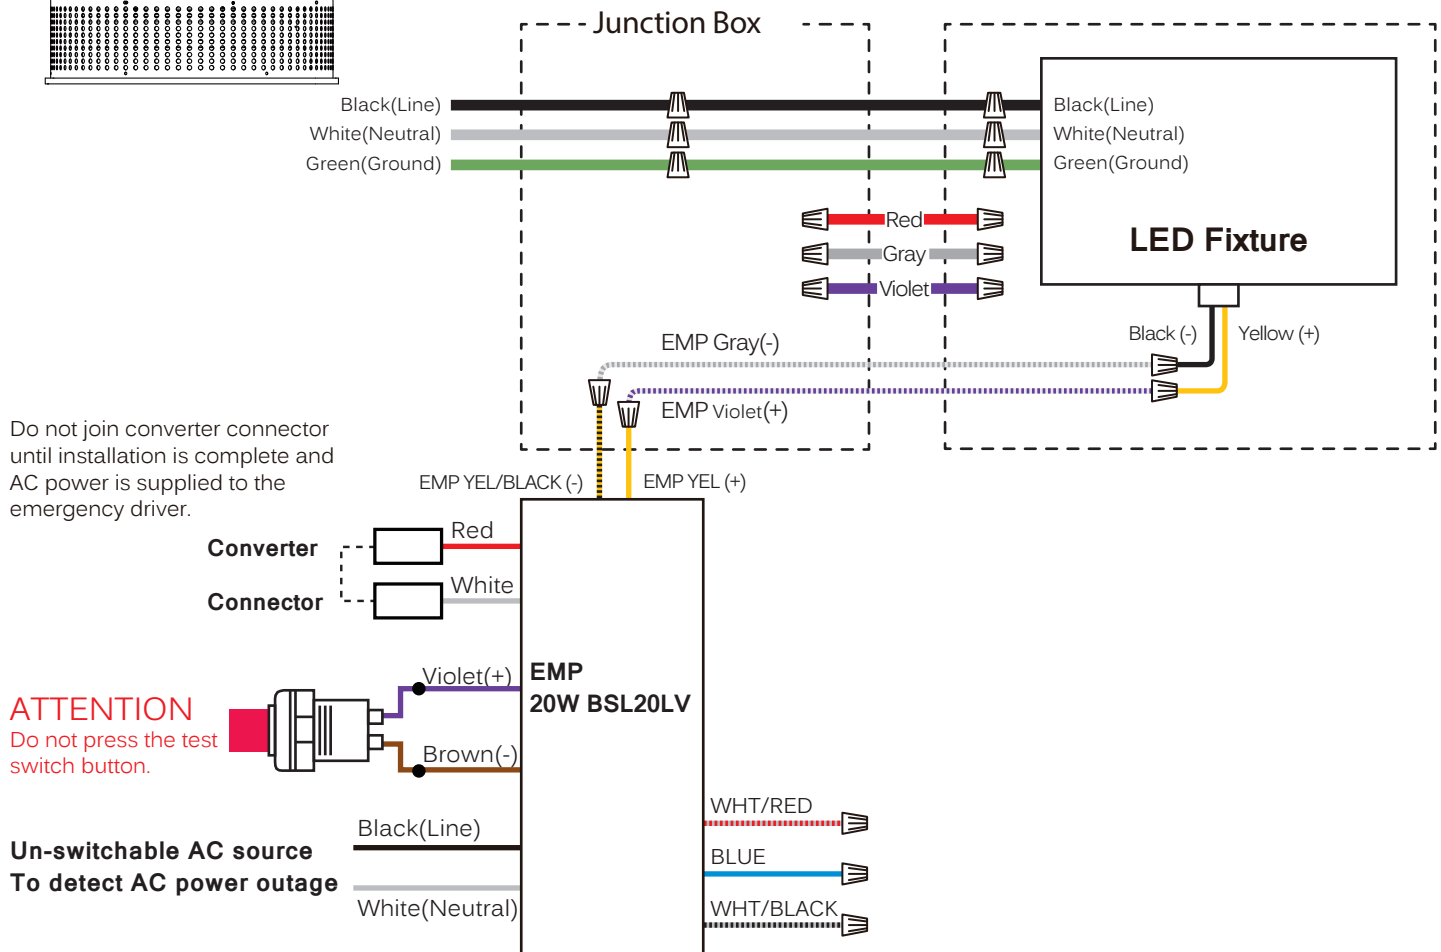 Junction Box
Black(Line)
White(Neutral)
Green(Ground)
Black(Line)
White(Neutral)
Green(Ground)
LED Fixture
Red
Gray
Violet
Black (-)
Yellow (+)
EMP Gray(-)
EMP Violet(+)
Do not join converter connector
until installation is complete and
AC power is supplied to the
emergency driver.
EMP YEL/BLACK (-)
EMP YEL (+)
Converter
Red
Connector
White
Violet(+)
EMP
20W BSL20LV
ATTENTION
Do not press the test
switch button.
Brown(-)
Black(Line)
Un-switchable AC source
To detect AC power outage
White(Neutral)
WHT/RED
BLUE
WHT/BLACK